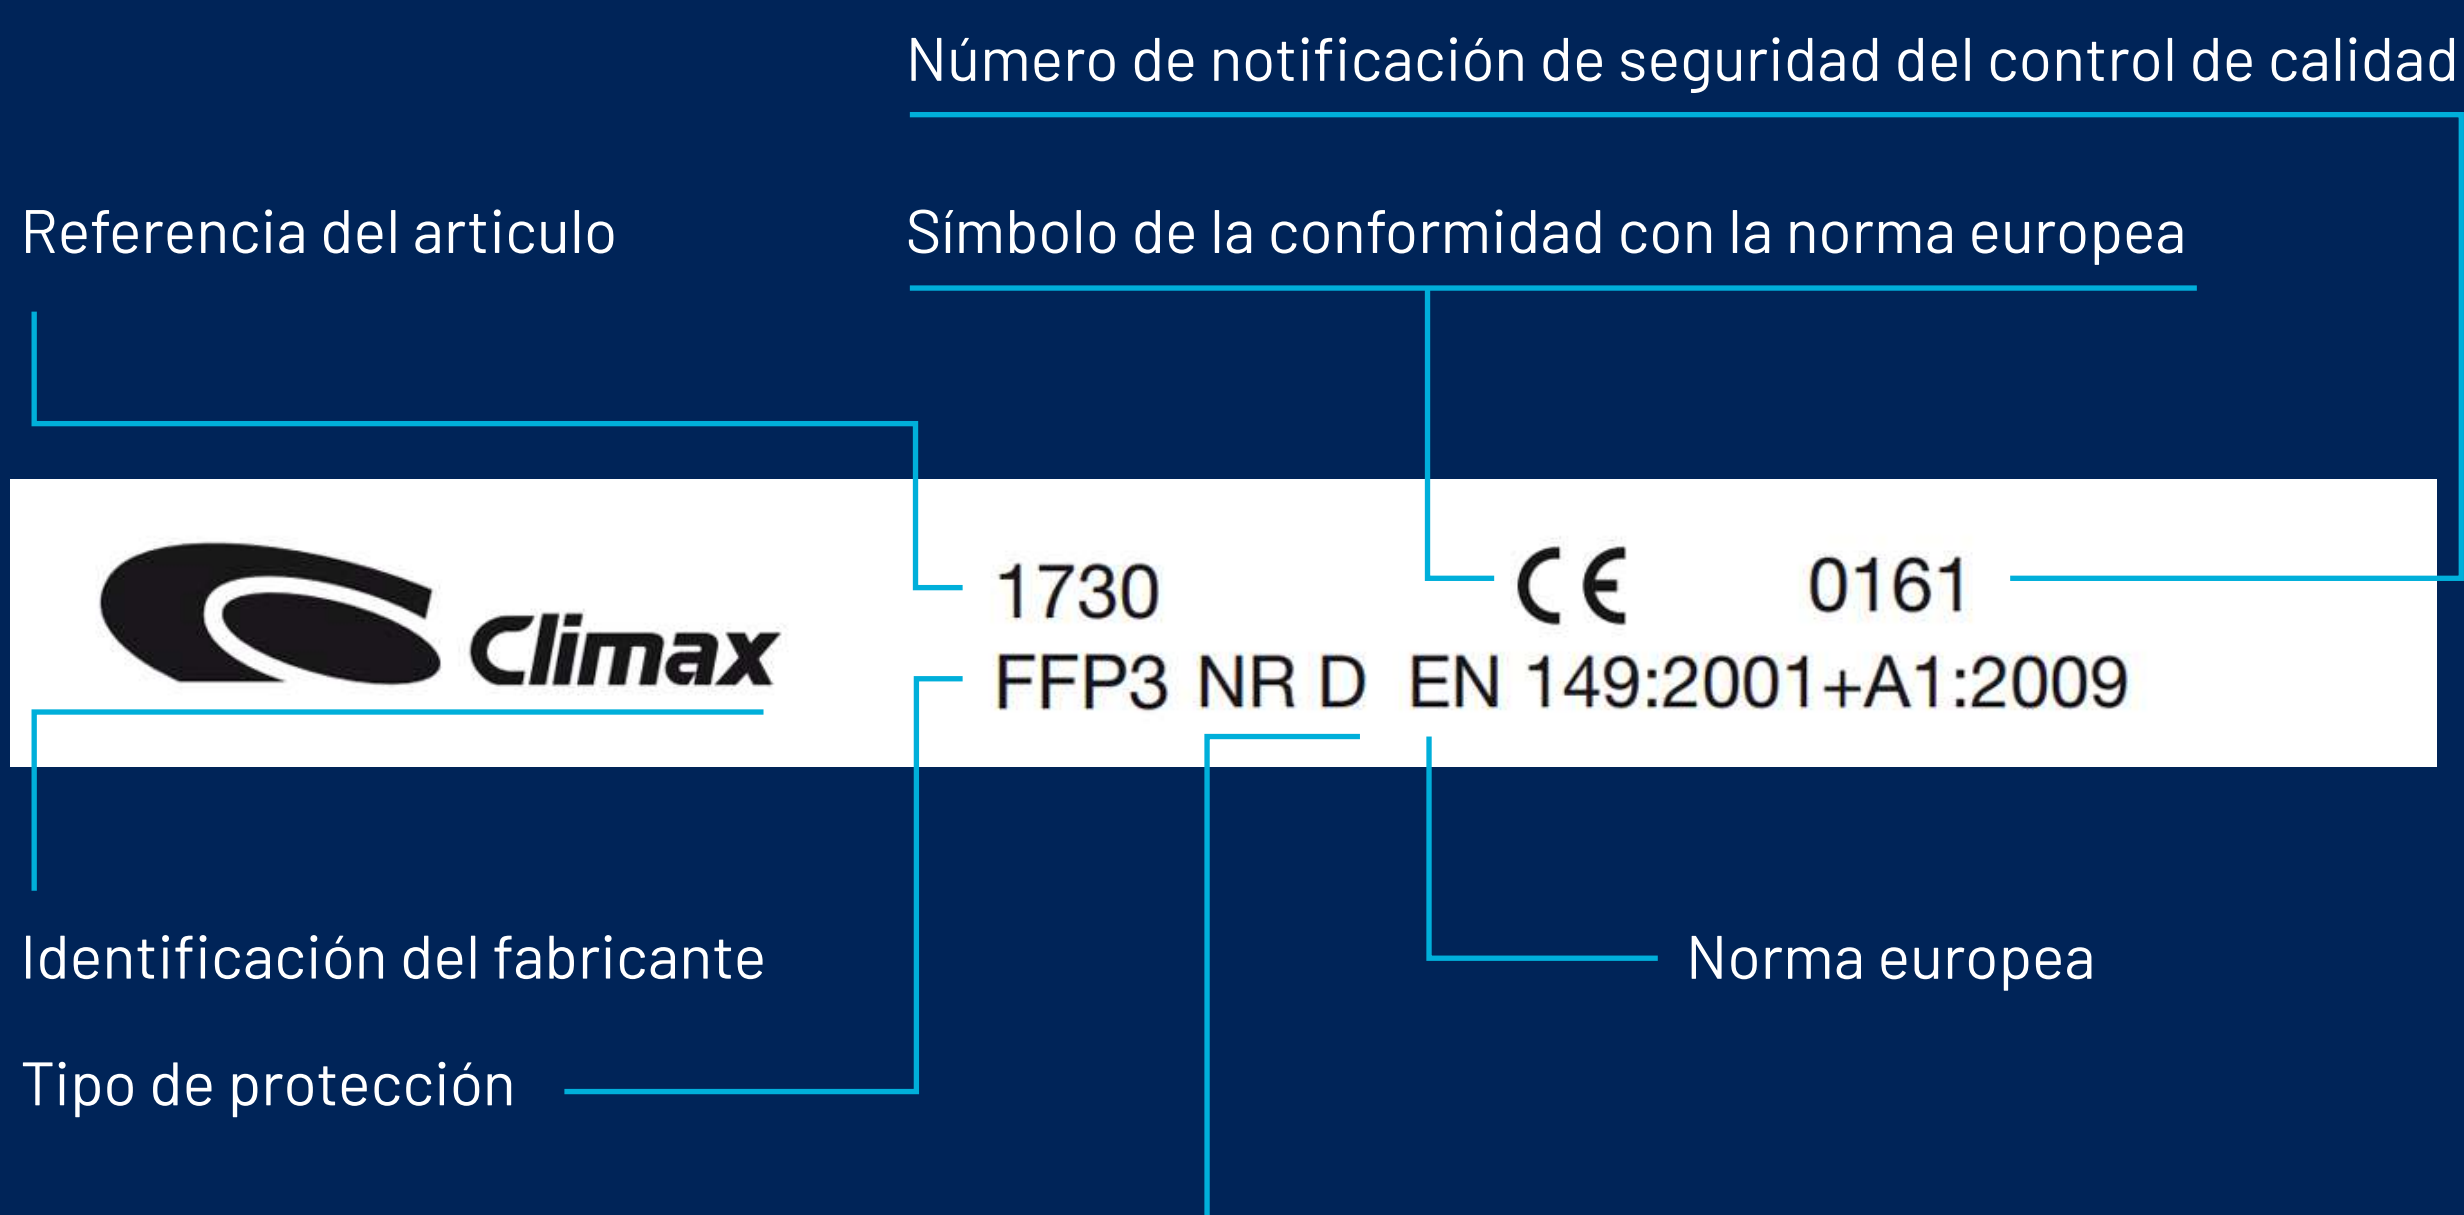 Número de notificación de seguridad del control de calidad
Referencia del articulo
Símbolo de la conformidad con la norma europea
Climax
1730
CE
0161
FFP3 NR D EN 149:2001+A1:2009
Identificación del fabricante
Norma europea
Tipo de protección